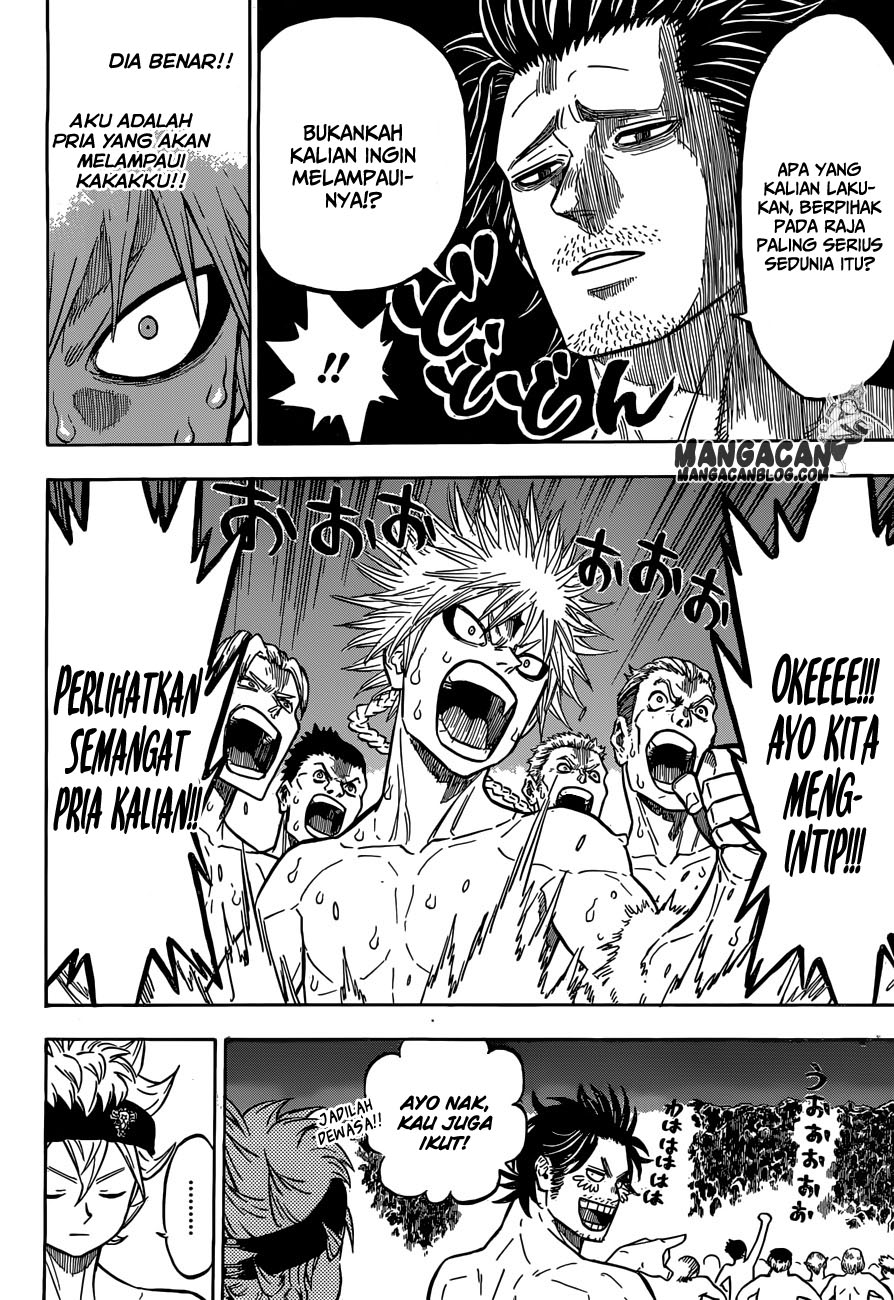 APA YANG
KALIAN LAKU-
KAN, BERPIHAK
PADA RAJA
PALING SERIUS
SEDUNIA ITU?
BUKANKAH
KALIAN INGIN
MELAMPAUI-
NYA!?
どどどどん
!!
DIA BENAR!!
AKU ADALAH
PRIA YANG AKAN
MELAMPAUI
KAKAKKU!!
MANGACAN
MANGACANBLOG.COM
おおお
おおお
OKEEEE!!!
AYO KITA
MENG-
INTIP!!!
PERLIHATKAN
SEMANGAT
PRIA KALIAN!!
うおおおおお
わはははは
AYO NAK,
KAU JUGA
IKUT!
JADILAH
DEWASA!!
.........